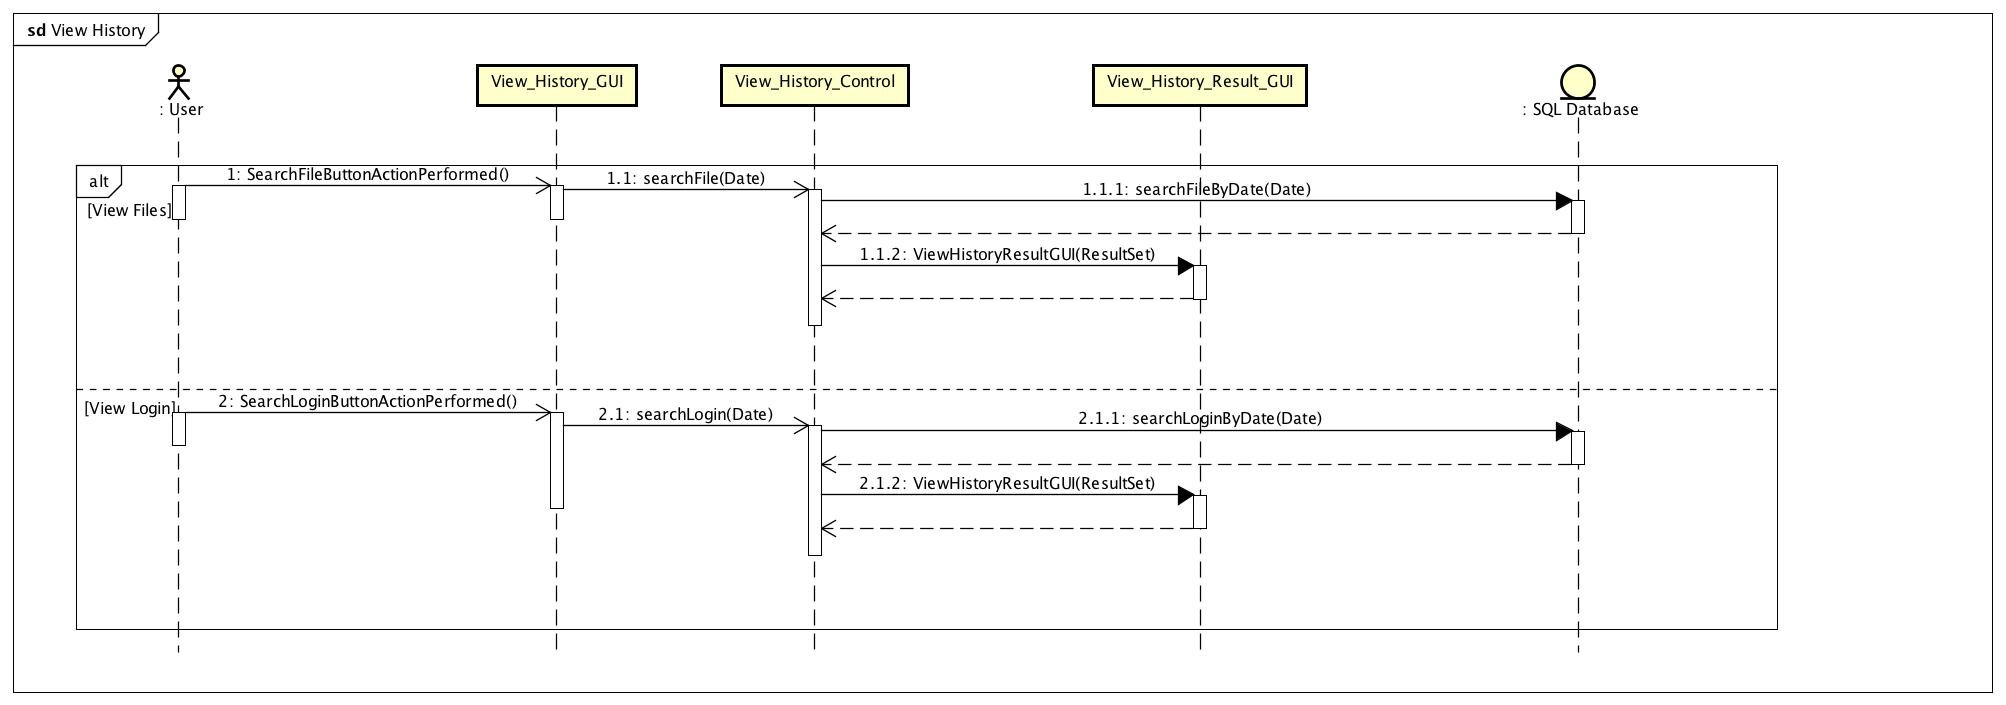 sd View History
: User
View_History_GUI
View_History_Control
View_History_Result_GUI
: SQL Database
alt
[View Files]
1: SearchFileButtonActionPerformed()
1.1: searchFile(Date)
1.1.1: searchFileByDate(Date)
1.1.2: ViewHistoryResultGUI(ResultSet)
[View Login]
2: SearchLoginButtonActionPerformed()
2.1: searchLogin(Date)
2.1.1: searchLoginByDate(Date)
2.1.2: ViewHistoryResultGUI(ResultSet)